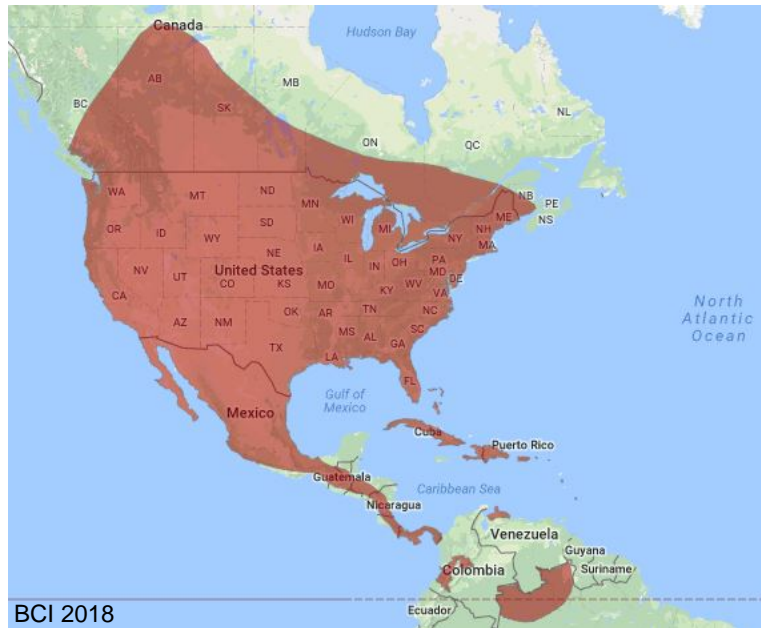 Canada
Hudson Bay
AB
MB
BC
SK
NL
ON
QC
NB
PE
NS
WA
MT
ND
MN
ME
OR
ID
SD
WI
MI
NH
NY
MA
WY
IA
NE
IL
IN
OH
PA
MD
DE
NV
UT
United States
CO
KS
MO
KY
WV
VA
CA
NC
TN
OK
AR
SC
AZ
NM
MS
AL
GA
TX
LA
FL
North
Atlantic
Ocean
Gulf of
Mexico
Mexico
Cuba
Puerto Rico
Guatemala
Caribbean Sea
Nicaragua
Venezuela
Guyana
Suriname
Colombia
Ecuador
BCI 2018